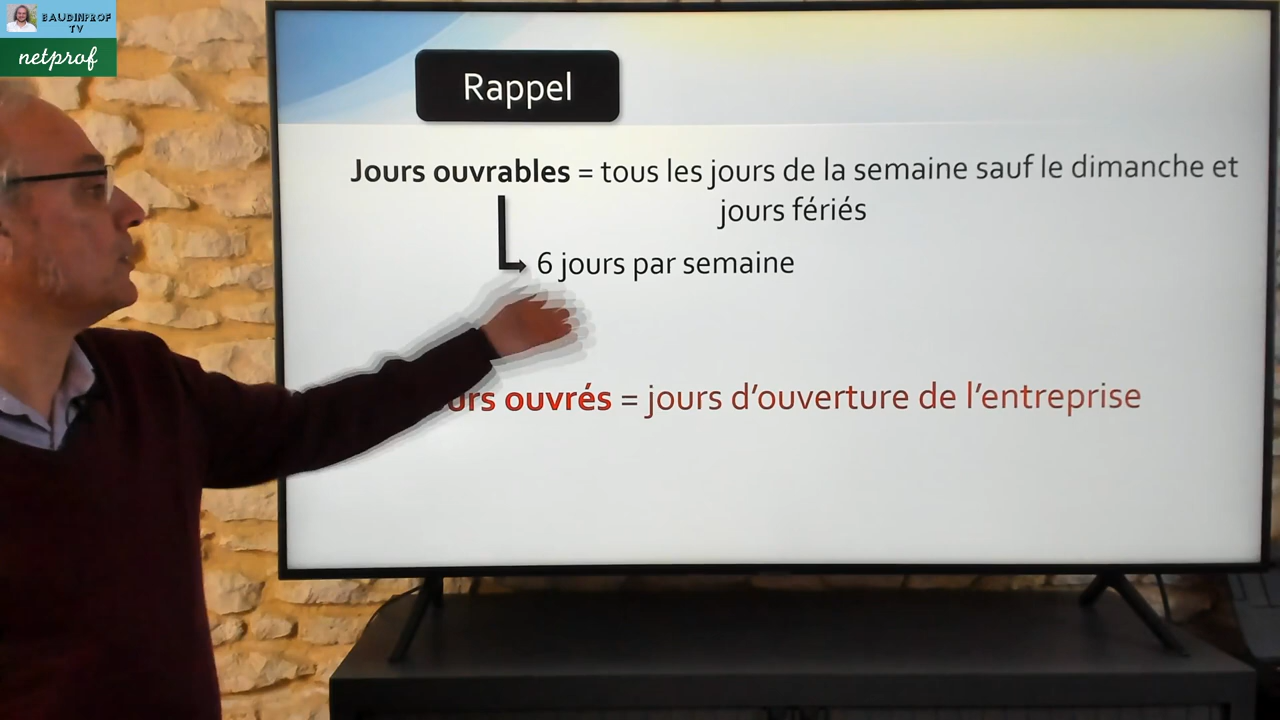 BAUDINPROF
TV
netprof
Rappel
Jours ouvrables = tous les jours de la semaine sauf le dimanche et
jours fériés
6 jours par semaine
urs ouvrés = jours d’ouverture de l’entreprise